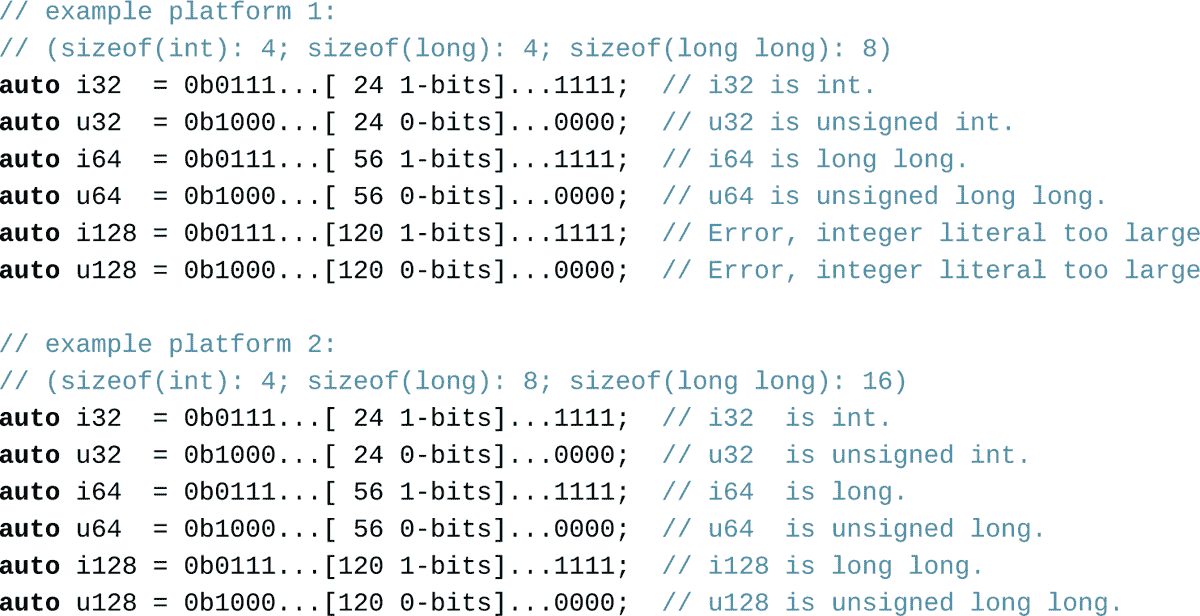 // example platform 1:
// (sizeof(int): 4; sizeof(long): 4; sizeof(long long): 8)
auto i32  = 0b0111...[ 24 1-bits]...1111;  // i32 is int.
auto u32  = 0b1000...[ 24 0-bits]...0000;  // u32 is unsigned int.
auto i64  = 0b0111...[ 56 1-bits]...1111;  // i64 is long long.
auto u64  = 0b1000...[ 56 0-bits]...0000;  // u64 is unsigned long long.
auto i128 = 0b0111...[120 1-bits]...1111;  // Error, integer literal too large
auto u128 = 0b1000...[120 0-bits]...0000;  // Error, integer literal too large
// example platform 2:
// (sizeof(int): 4; sizeof(long): 8; sizeof(long long): 16)
auto i32  = 0b0111...[ 24 1-bits]...1111;  // i32  is int.
auto u32  = 0b1000...[ 24 0-bits]...0000;  // u32  is unsigned int.
auto i64  = 0b0111...[ 56 1-bits]...1111;  // i64  is long.
auto u64  = 0b1000...[ 56 0-bits]...0000;  // u64  is unsigned long.
auto i128 = 0b0111...[120 1-bits]...1111;  // i128 is long long.
auto u128 = 0b1000...[120 0-bits]...0000;  // u128 is unsigned long long.